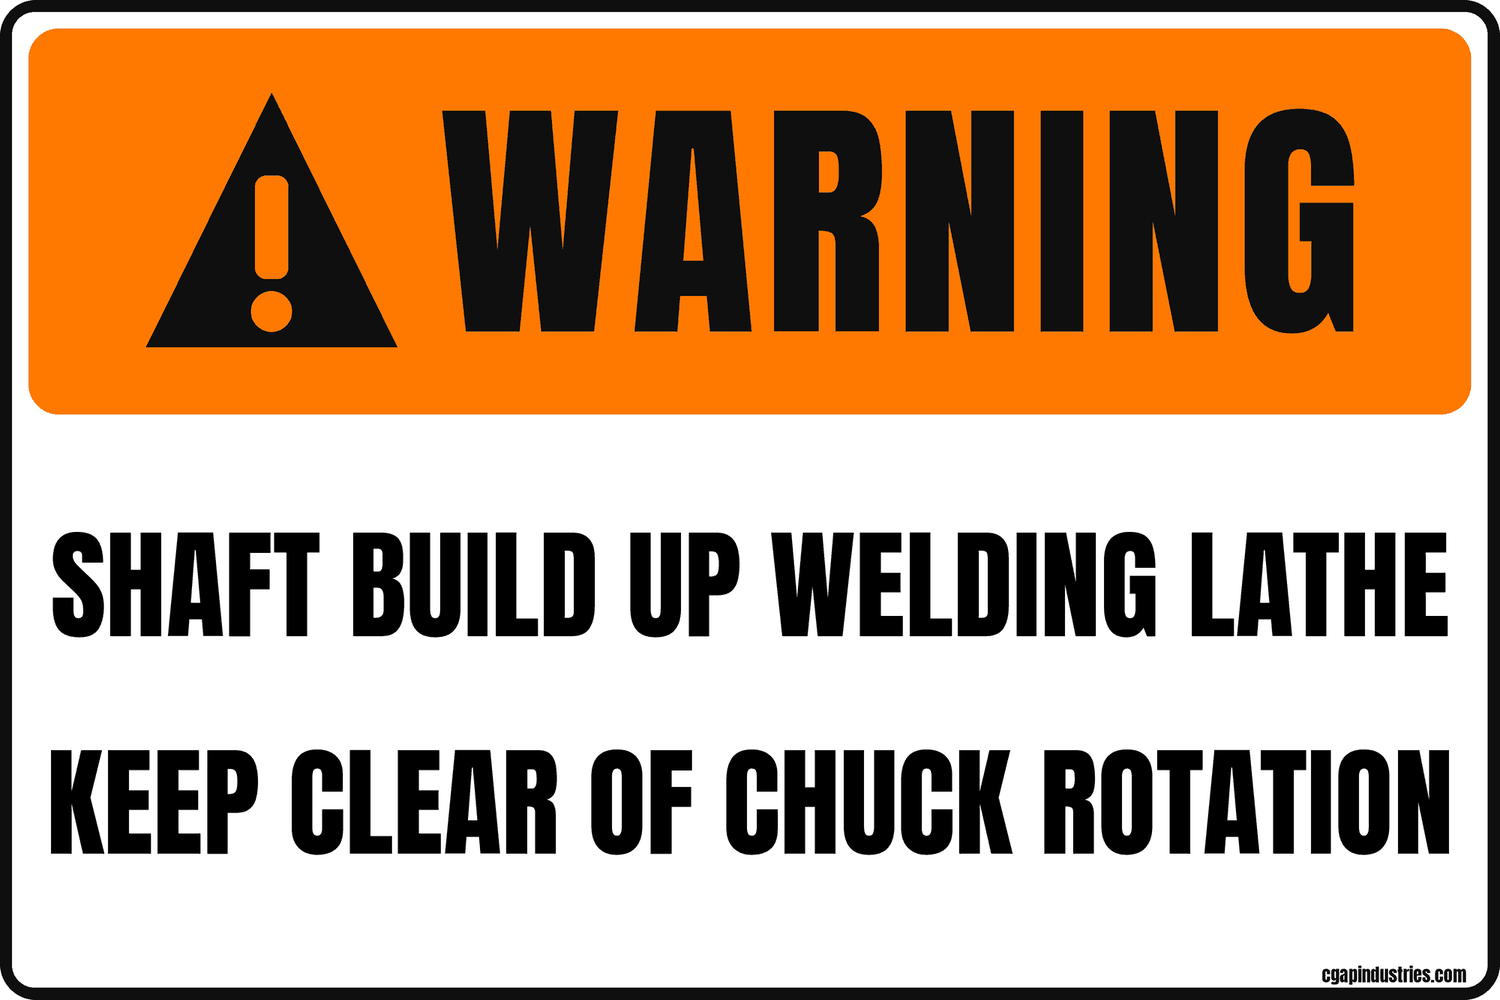 WARNING
SHAFT BUILD UP WELDING LATHE
KEEP CLEAR OF CHUCK ROTATION
cgapindustries.com